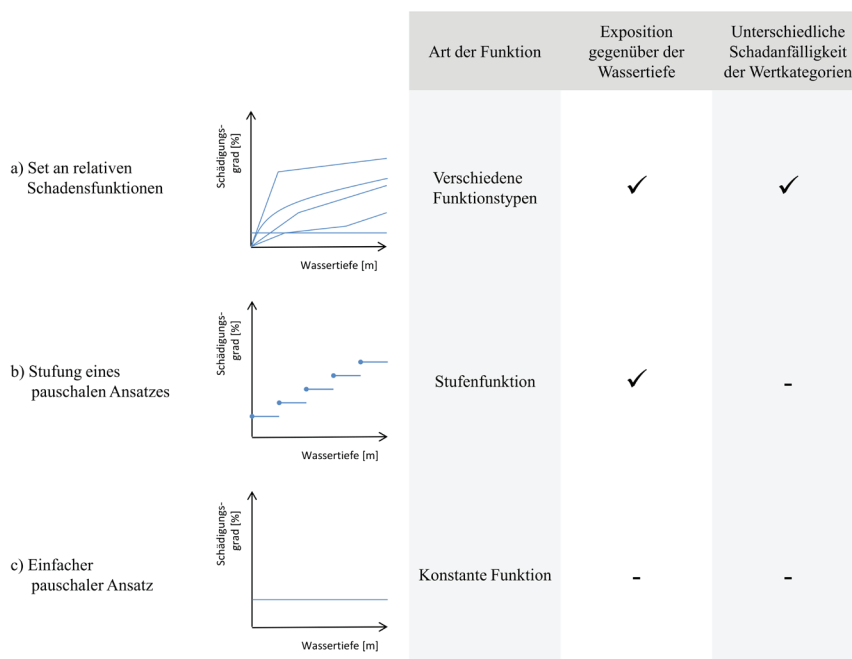 Art der Funktion
Exposition
gegenüber der
Wassertiefe
Unterschiedliche
Schadanfälligkeit
der Wertkategorien
a) Set an relativen
Schadensfunktionen
Schädigungs-
grad [%]
Wassertiefe [m]
Verschiedene
Funktionstypen
✓
✓
b) Stufung eines
pauschalen Ansatzes
Schädigungs-
grad [%]
Wassertiefe [m]
Stufenfunktion
✓
-
c) Einfacher
pauschaler Ansatz
Schädigungs-
grad [%]
Wassertiefe [m]
Konstante Funktion
-
-